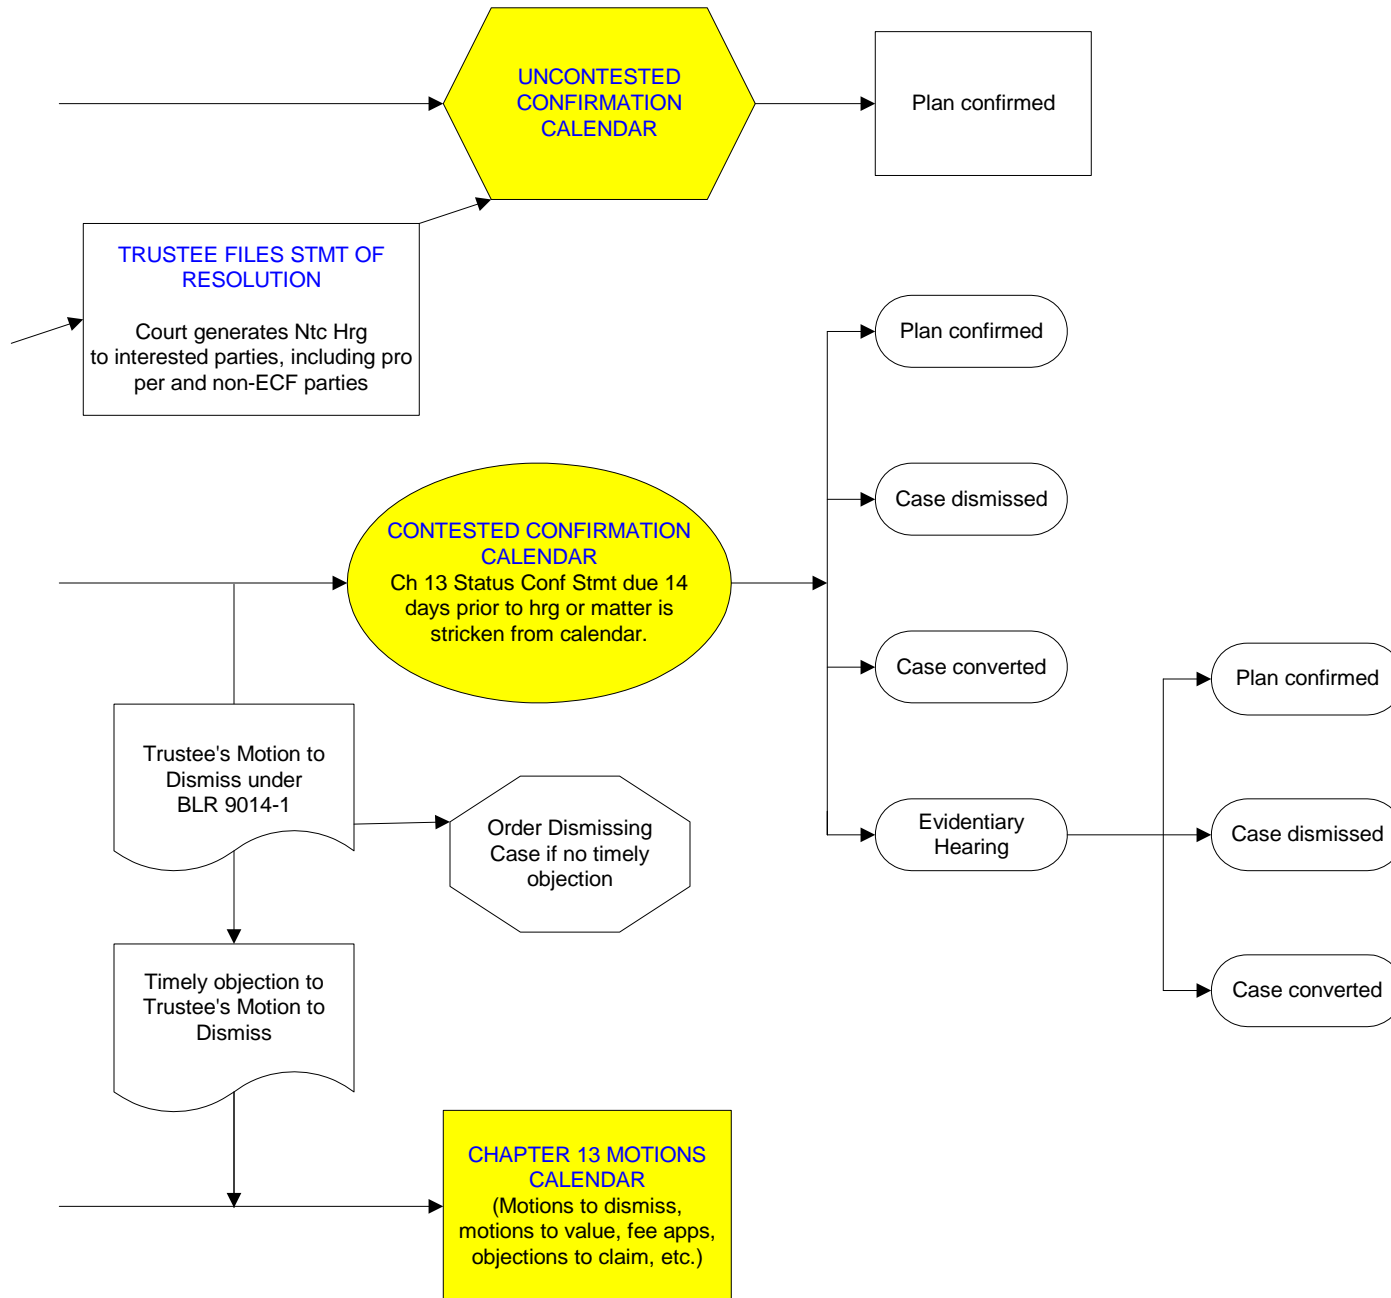 UNCONTESTED
CONFIRMATION
CALENDAR
Plan confirmed
TRUSTEE FILES STMT OF
RESOLUTION
Court generates Ntc Hrg
to interested parties, including pro
per and non-ECF parties
Plan confirmed
Case dismissed
CONTESTED CONFIRMATION
CALENDAR
Ch 13 Status Conf Stmt due 14
days prior to hrg or matter is
stricken from calendar.
Case converted
Plan confirmed
Trustee's Motion to
Dismiss under
BLR 9014-1
Order Dismissing
Case if no timely
objection
Evidentiary
Hearing
Case dismissed
Timely objection to
Trustee's Motion to
Dismiss
Case converted
CHAPTER 13 MOTIONS
CALENDAR
(Motions to dismiss,
motions to value, fee apps,
objections to claim, etc.)